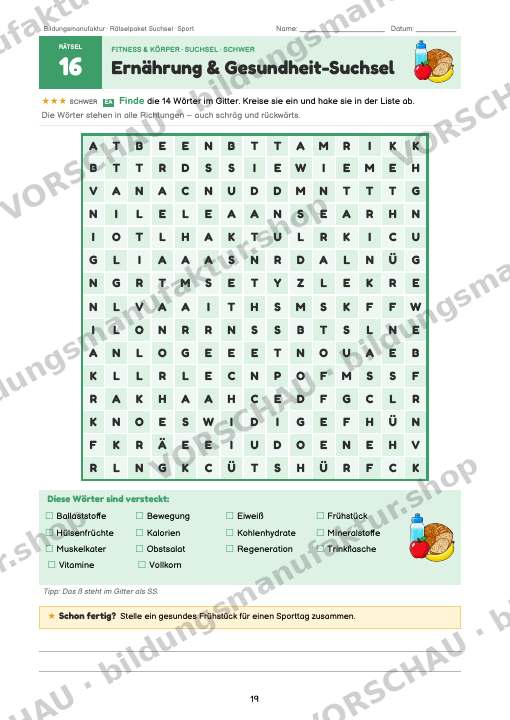 Bildungsmanufaktur · Rätselpaket Suchsel · Sport Name: Datum:
RÄTSEL
16
FITNESS & KÖRPER · SUCHSEL · SCHWER
Ernährung & Gesundheit-Suchsel
★★★ SCHWER EA Finde die 14 Wörter im Gitter. Kreise sie ein und hake sie in der Liste ab.
Die Wörter stehen in alle Richtungen – auch schräg und rückwärts.
A T B E E N B T T A M R I K K
B T T R D S S I E W I E M E H
V A N A C N U D D M N T T T G
N I L E L E A A N S E A R H N
I O T L H A K T U L R K I C U
G L I A A A S N R D A L N Ü G
N G R T M S E T Y Z L E K R E
N L V A A I T H S M S K F F W
I L O N R R N S S B T S L N E
A N L O G E E E T N O U A E B
K L L R L E C N P O F M S S F
R A K H A A H C E D F G C L R
K N O E S W I D I G E F H Ü N
F K R Ä E E I U D O E N E H V
R L N G K C Ü T S H Ü R F C K
Diese Wörter sind versteckt:
☐ Ballaststoffe ☐ Bewegung ☐ Eiweiß ☐ Frühstück
☐ Hülsenfrüchte ☐ Kalorien ☐ Kohlenhydrate ☐ Mineralstoffe
☐ Muskelkater ☐ Obstsalat ☐ Regeneration ☐ Trinkflasche
☐ Vitamine ☐ Vollkorn
Tipp: Das ß steht im Gitter als SS.
★ Schon fertig? Stelle ein gesundes Frühstück für einen Sporttag zusammen.
19
VORSCHAU · bildungsmanufaktur.shop